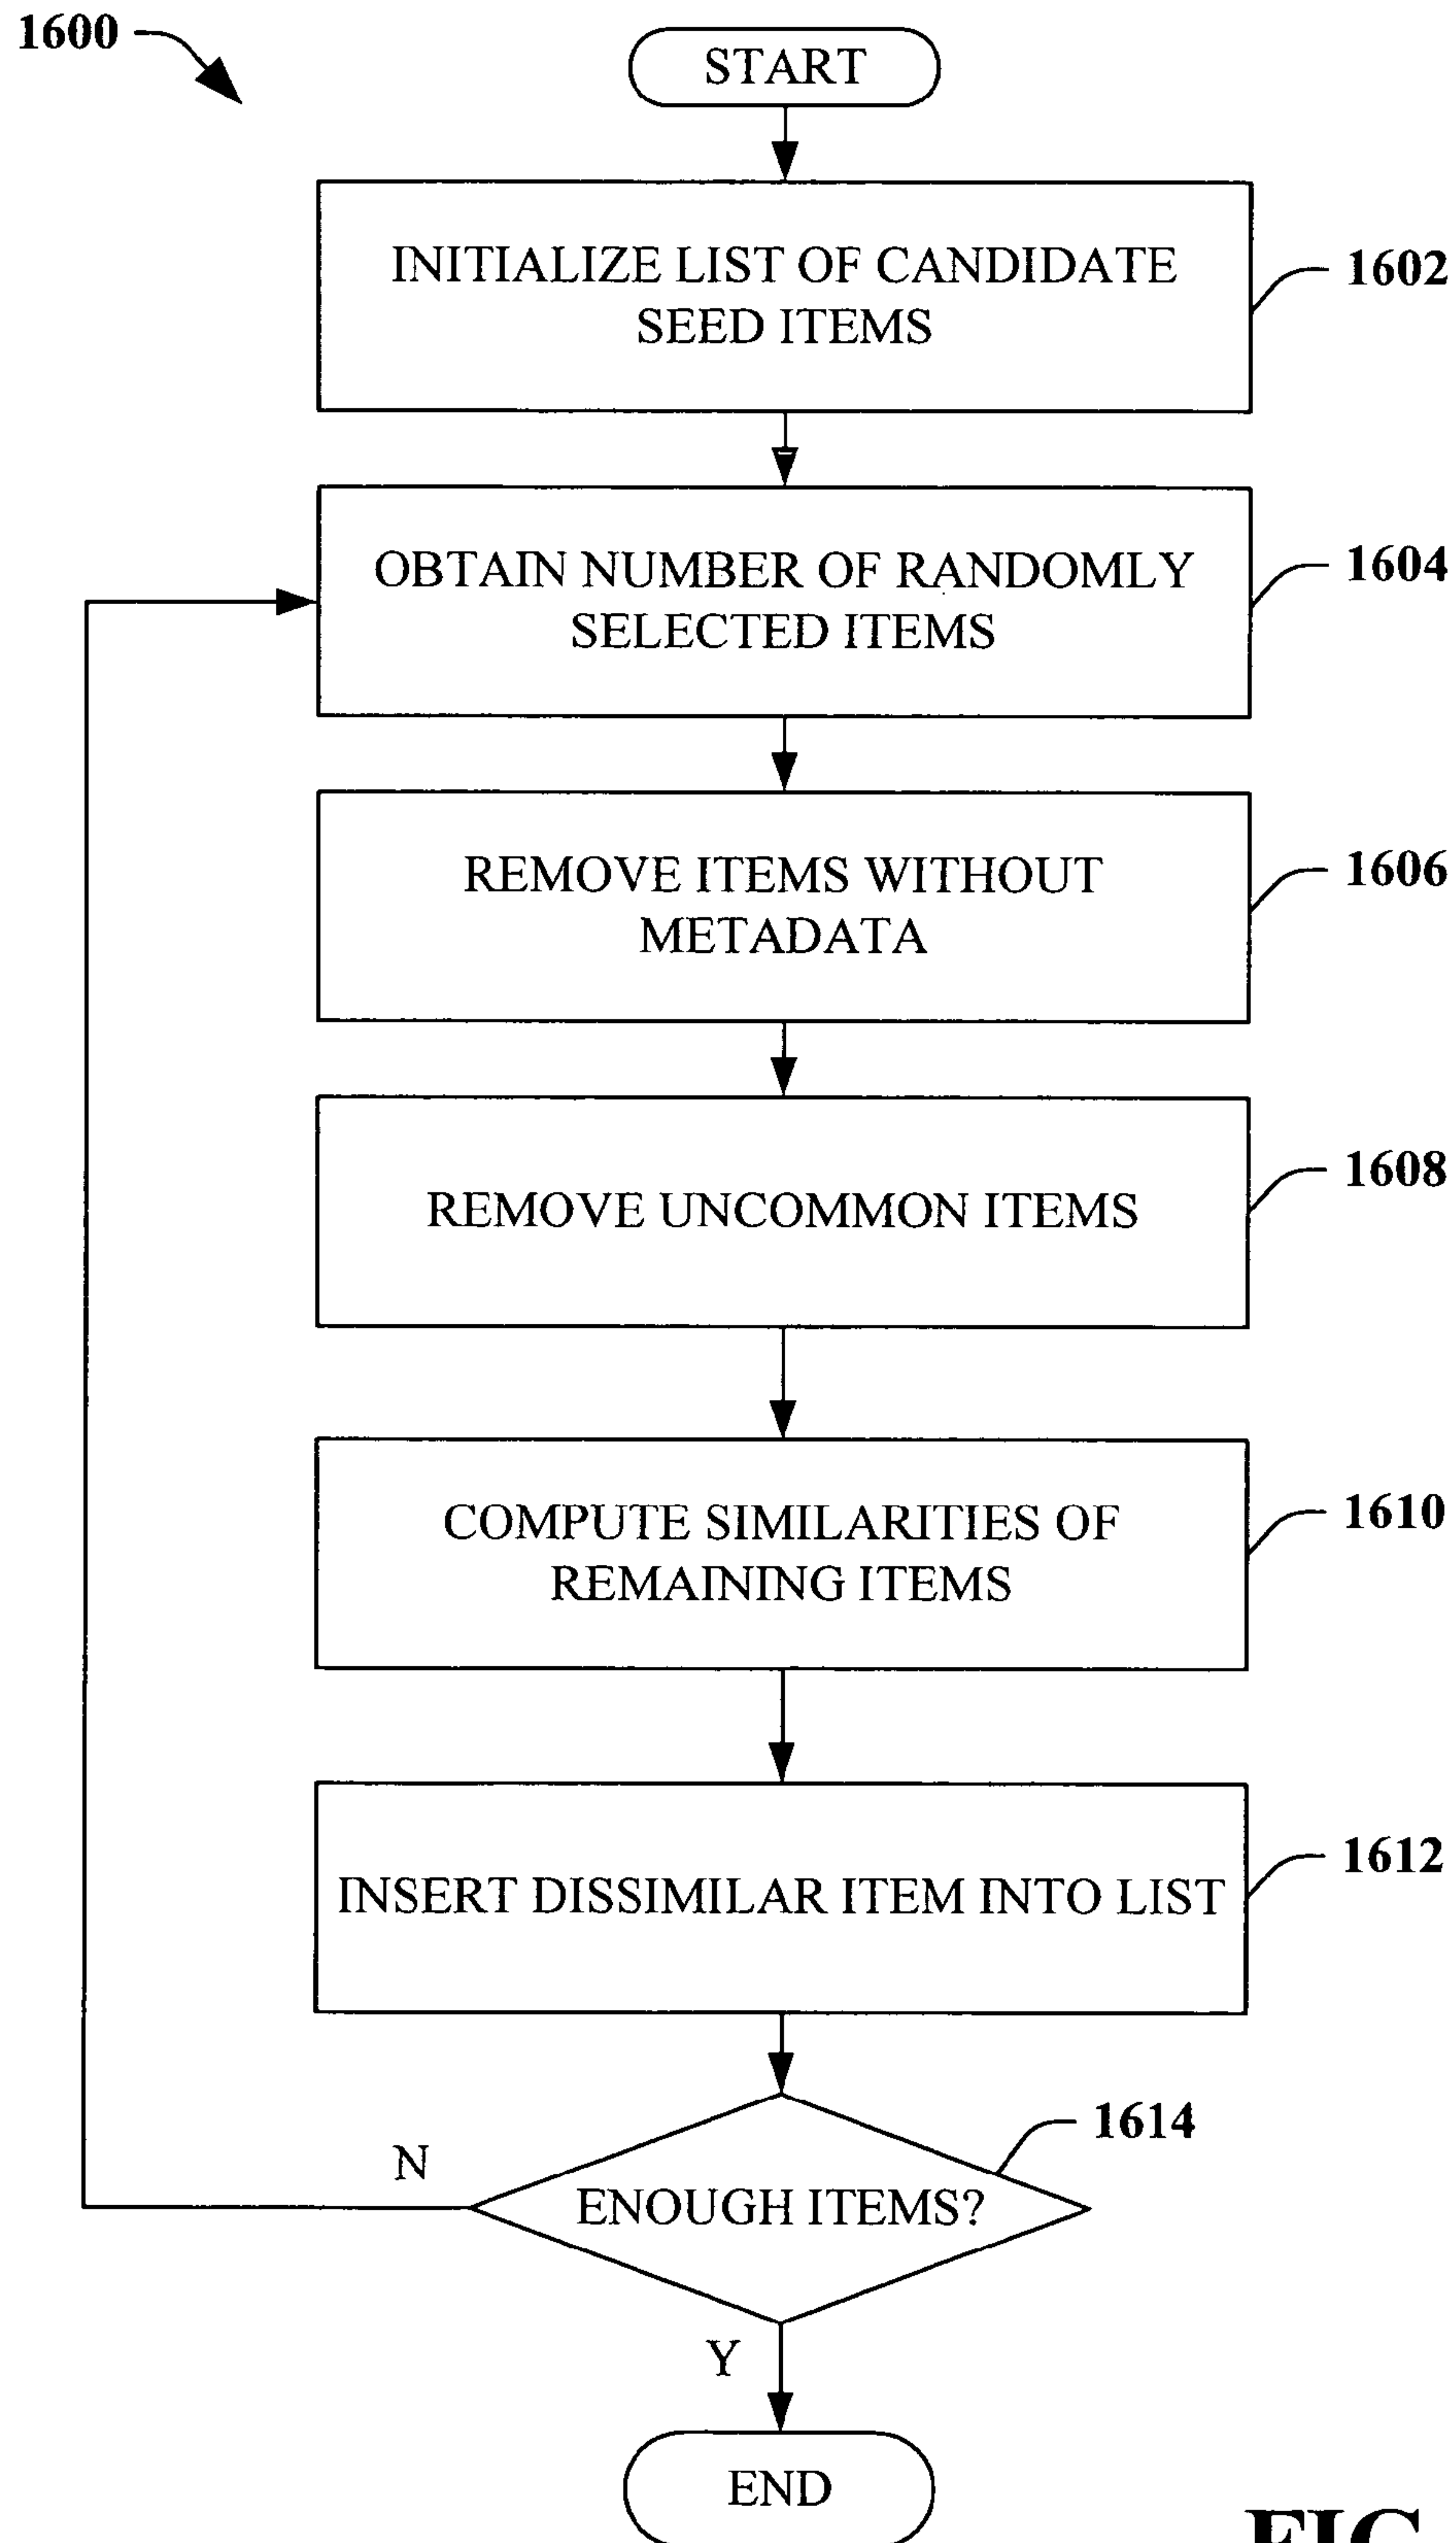 1600
START
INITIALIZE LIST OF CANDIDATE
SEED ITEMS
1602
OBTAIN NUMBER OF RANDOMLY
SELECTED ITEMS
1604
REMOVE ITEMS WITHOUT
METADATA
1606
REMOVE UNCOMMON ITEMS
1608
COMPUTE SIMILARITIES OF
REMAINING ITEMS
1610
INSERT DISSIMILAR ITEM INTO LIST
1612
1614
N
ENOUGH ITEMS?
Y
END